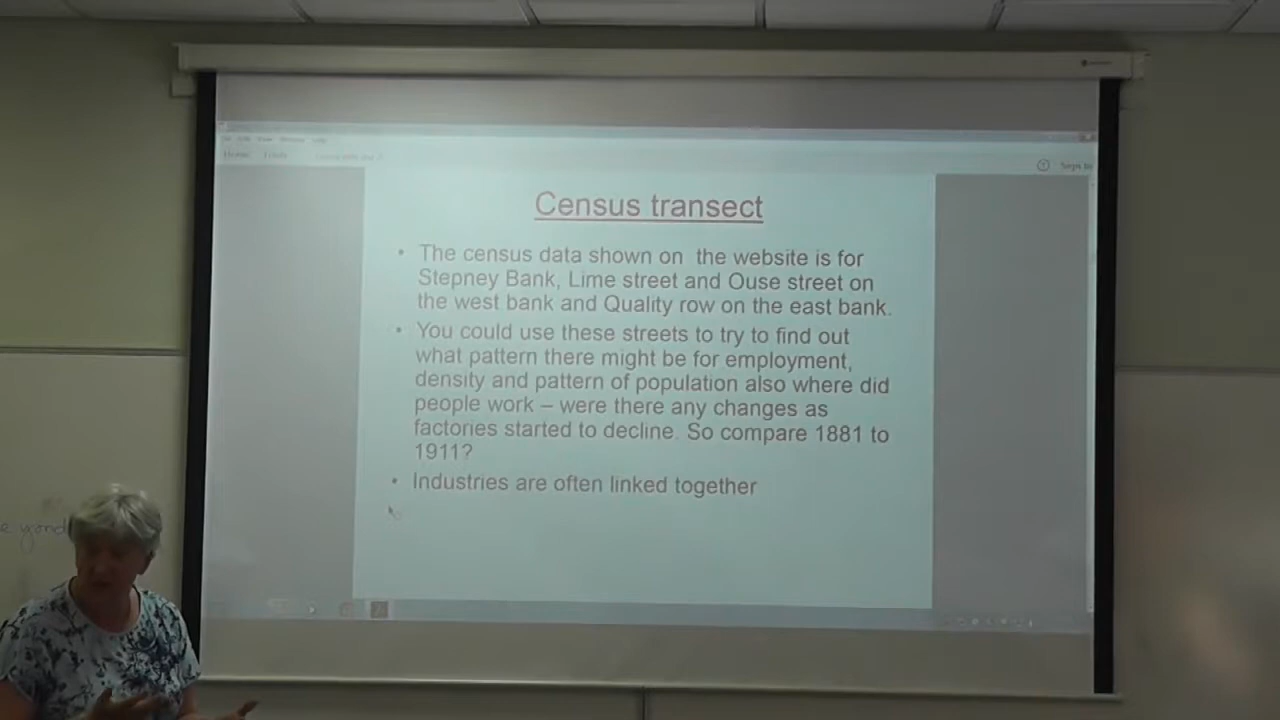 Census transect
• The census data shown on the website is for
Stepney Bank, Lime street and Ouse street on
the west bank and Quality row on the east bank.
• You could use these streets to try to find out
what pattern there might be for employment,
density and pattern of population also where did
people work – were there any changes as
factories started to decline. So compare 1881 to
1911?
• Industries are often linked together